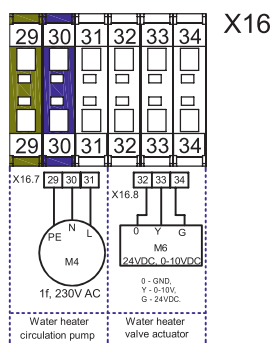 X16
29 30 31 32 33 34
29 30 31 32 33 34
X16.7 29 30 31 32 33 34
X16.8
PE N L 0 Y G
M4
M6
24VDC, 0-10VDC
1f, 230V AC
0 - GND,
Y - 0-10V,
G - 24VDC.
Water heater
circulation pump
Water heater
valve actuator